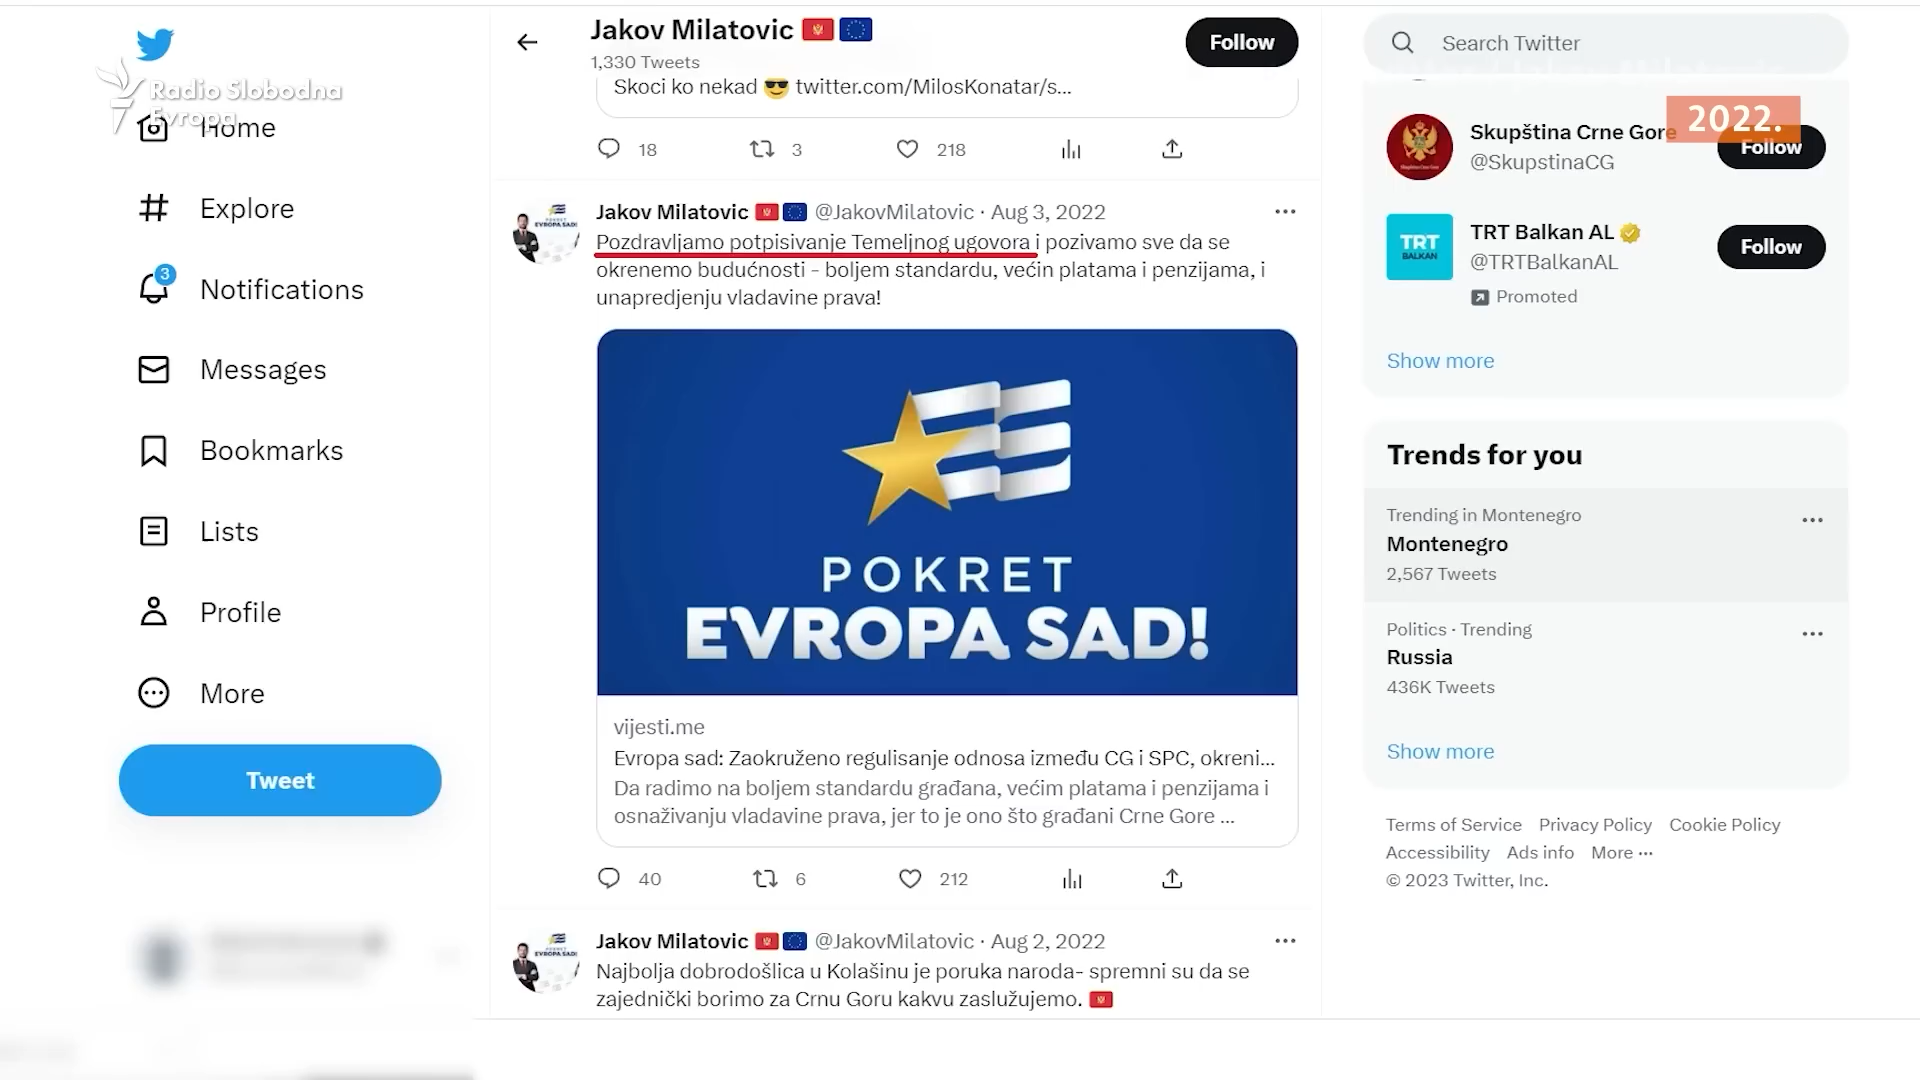 Radio Slobodna
Evropa
Home
Explore
3
Notifications
Messages
Bookmarks
Lists
Profile
More
Tweet
Jakov Milatovic
1,330 Tweets
Follow
Skoci ko nekad 😎 twitter.com/MilosKonatar/s...
18 3 218
Jakov Milatovic @JakovMilatovic · Aug 3, 2022
Pozdravljamo potpisivanje Temeljnog ugovora i pozivamo sve da se
okrenemo budućnosti - boljem standardu, većin platama i penzijama, i
unapredjenju vladavine prava!
POKRET
EVROPA SAD!
vijesti.me
Evropa sad: Zaokruženo regulisanje odnosa između CG i SPC, okreni...
Da radimo na boljem standardu građana, većim platama i penzijama i
osnaživanju vladavine prava, jer to je ono što građani Crne Gore ...
40 6 212
Jakov Milatovic @JakovMilatovic · Aug 2, 2022
Najbolja dobrodošlica u Kolašinu je poruka naroda- spremni su da se
zajednički borimo za Crnu Goru kakvu zaslužujemo.
Search Twitter
2022.
Skupština Crne Gore
@SkupstinaCG
Follow
TRT
BALKAN
TRT Balkan AL
@TRTBalkanAL
Promoted
Follow
Show more
Trends for you
Trending in Montenegro
Montenegro
2,567 Tweets
Politics · Trending
Russia
436K Tweets
Show more
Terms of Service Privacy Policy Cookie Policy
Accessibility Ads info More ···
© 2023 Twitter, Inc.